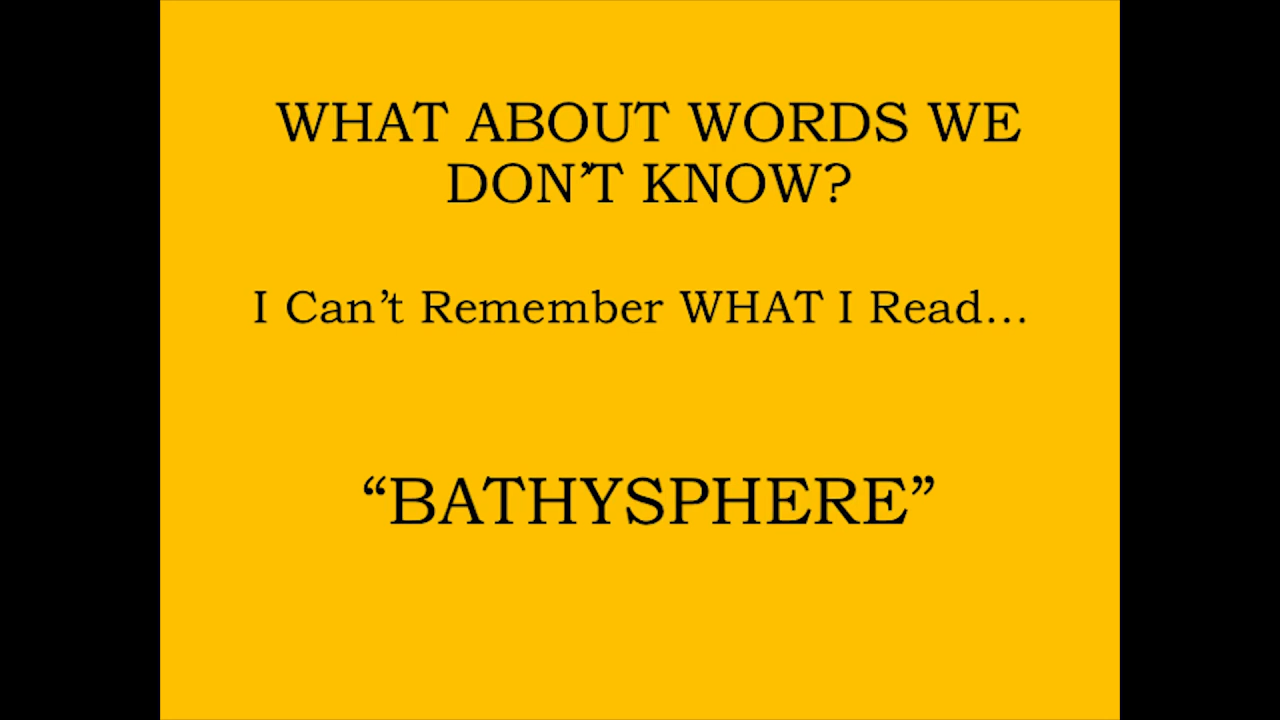 WHAT ABOUT WORDS WE
DON’T KNOW?
I Can’t Remember WHAT I Read…
“BATHYSPHERE”